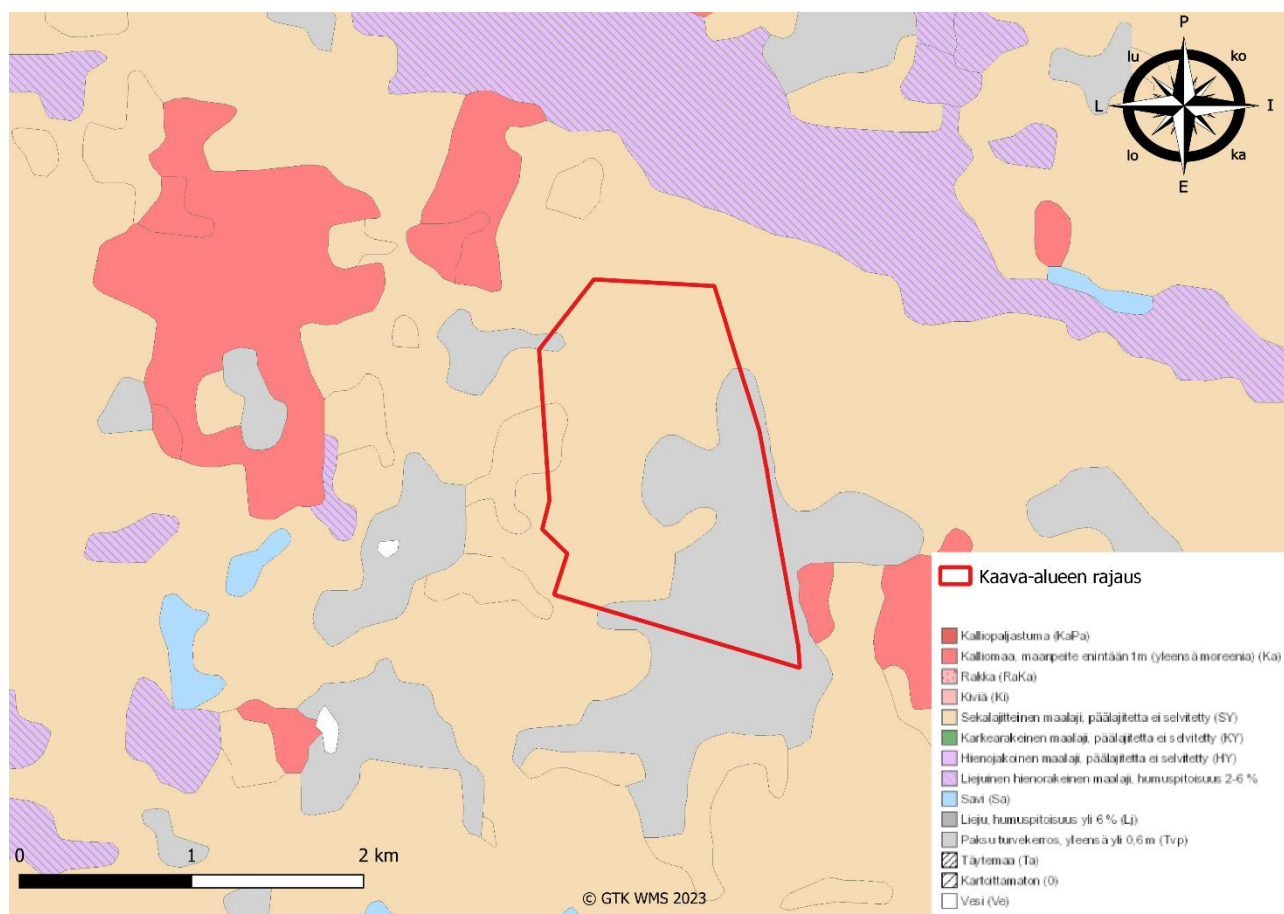 P
lu
ko
L
I
lo
ka
E
Kaava-alueen rajaus
Kalliopaljastuma (KaPa)
Kalliomaa, maanpeite enintään 1m (yleensä moreenia) (Ka)
Rakka (RaKa)
Kiviä (Ki)
Sekalajitteinen maalaji, päälajitetta ei selvitetty (SY)
Karkearakeinen maalaji, päälajitetta ei selvitetty (KY)
Hienojakoinen maalaji, päälajitetta ei selvitetty (HY)
Liejuinen hienorakeinen maalaji, humuspitoisuus 2-6 %
Savi (Sa)
Lieju, humuspitoisuus yli 6 % (Lj)
Paksu turvekerros, yleensä yli 0,6 m (Tvp)
Täytemaa (Ta)
Kartoittamaton (0)
Vesi (Ve)
0 1 2 km
© GTK WMS 2023